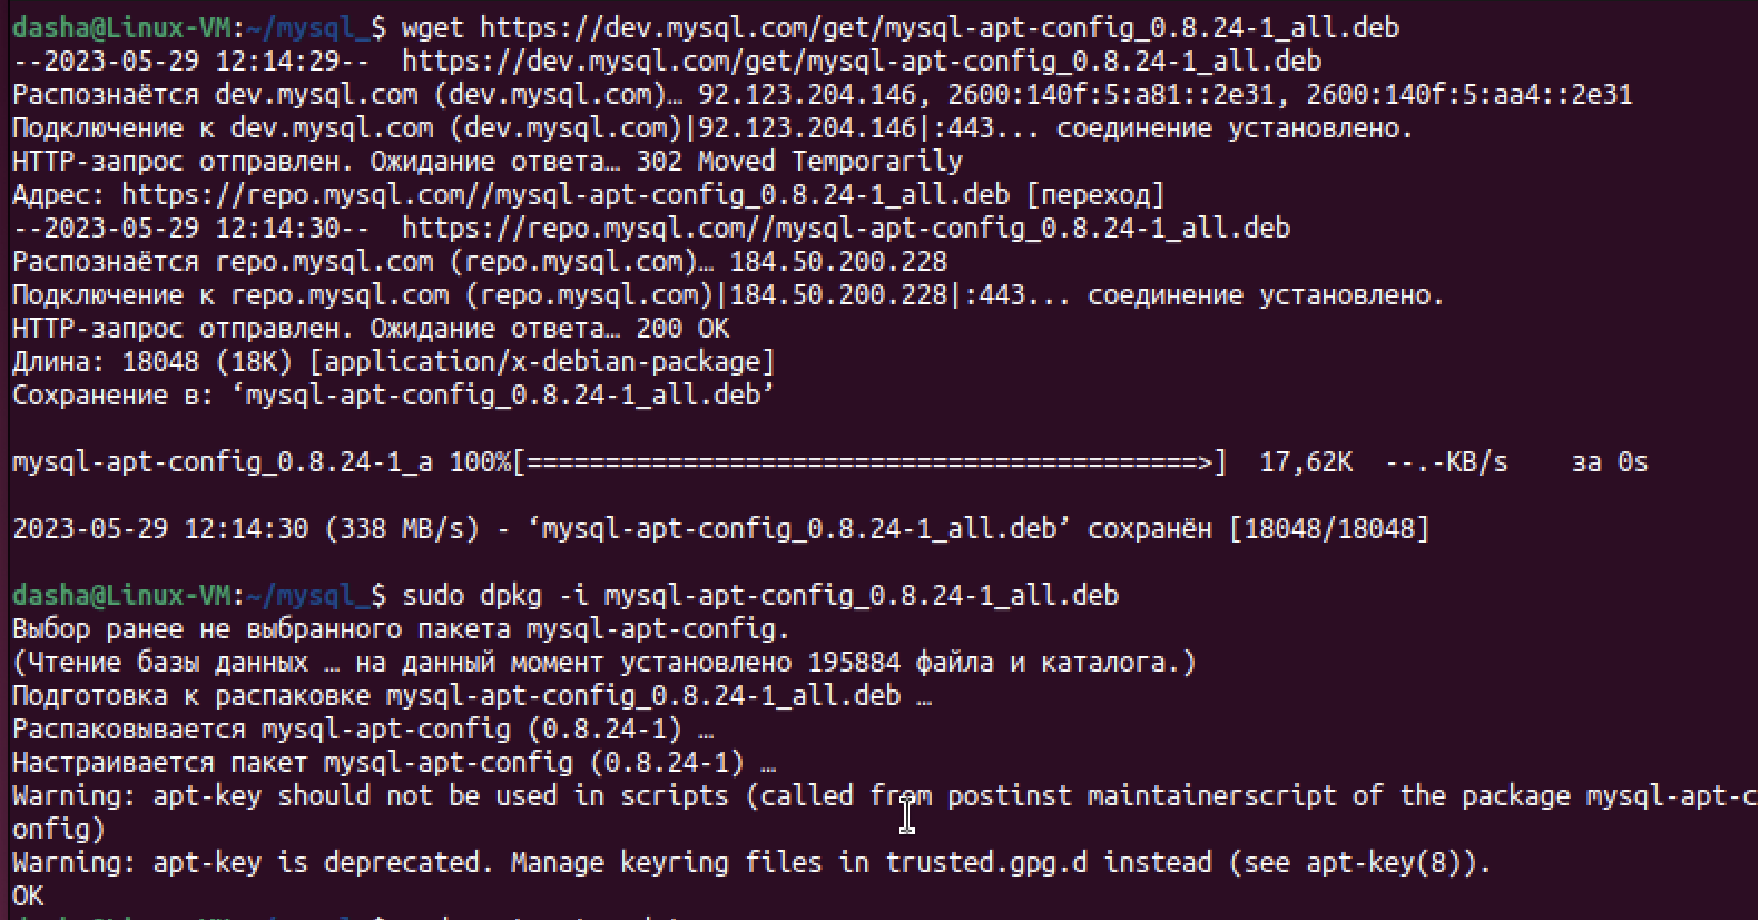 dasha@Linux-VM:~/mysql_$ wget https://dev.mysql.com/get/mysql-apt-config_0.8.24-1_all.deb
--2023-05-29 12:14:29--  https://dev.mysql.com/get/mysql-apt-config_0.8.24-1_all.deb
Распознаётся dev.mysql.com (dev.mysql.com)… 92.123.204.146, 2600:140f:5:a81::2e31, 2600:140f:5:aa4::2e31
Подключение к dev.mysql.com (dev.mysql.com)|92.123.204.146|:443... соединение установлено.
HTTP-запрос отправлен. Ожидание ответа… 302 Moved Temporarily
Адрес: https://repo.mysql.com//mysql-apt-config_0.8.24-1_all.deb [переход]
--2023-05-29 12:14:30--  https://repo.mysql.com//mysql-apt-config_0.8.24-1_all.deb
Распознаётся repo.mysql.com (repo.mysql.com)… 184.50.200.228
Подключение к repo.mysql.com (repo.mysql.com)|184.50.200.228|:443... соединение установлено.
HTTP-запрос отправлен. Ожидание ответа… 200 OK
Длина: 18048 (18K) [application/x-debian-package]
Сохранение в: ‘mysql-apt-config_0.8.24-1_all.deb’
mysql-apt-config_0.8.24-1_a 100%[===========================================>]  17,62K  --.-KB/s    за 0s
2023-05-29 12:14:30 (338 MB/s) - ‘mysql-apt-config_0.8.24-1_all.deb’ сохранён [18048/18048]
dasha@Linux-VM:~/mysql_$ sudo dpkg -i mysql-apt-config_0.8.24-1_all.deb
Выбор ранее не выбранного пакета mysql-apt-config.
(Чтение базы данных … на данный момент установлено 195884 файла и каталога.)
Подготовка к распаковке mysql-apt-config_0.8.24-1_all.deb …
Распаковывается mysql-apt-config (0.8.24-1) …
Настраивается пакет mysql-apt-config (0.8.24-1) …
Warning: apt-key should not be used in scripts (called from postinst maintainerscript of the package mysql-apt-c
onfig)
Warning: apt-key is deprecated. Manage keyring files in trusted.gpg.d instead (see apt-key(8)).
OK